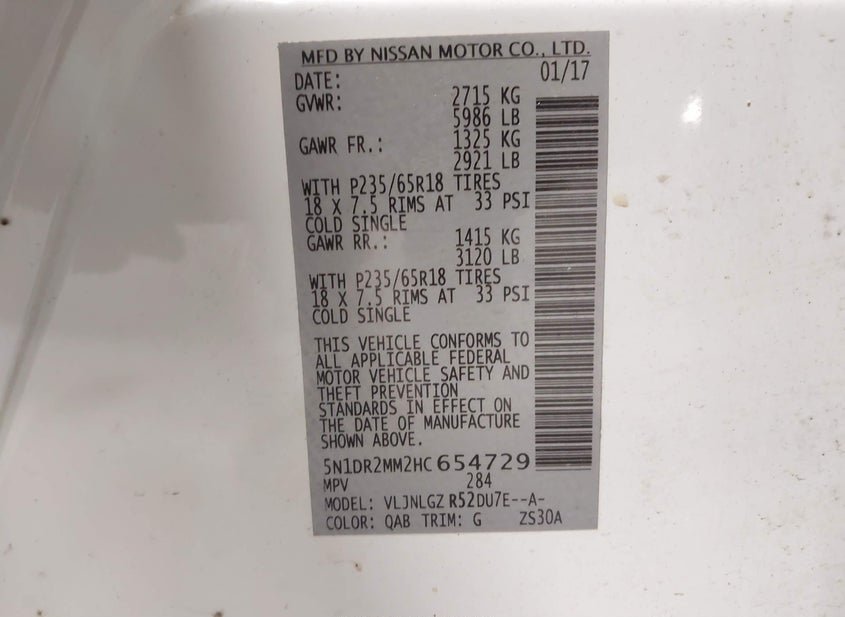 MFD BY NISSAN MOTOR CO., LTD.
DATE: 01/17
GVWR: 2715 KG
5986 LB
GAWR FR.: 1325 KG
2921 LB
WITH P235/65R18 TIRES
18 X 7.5 RIMS AT 33 PSI
COLD SINGLE
GAWR RR.: 1415 KG
3120 LB
WITH P235/65R18 TIRES
18 X 7.5 RIMS AT 33 PSI
COLD SINGLE
THIS VEHICLE CONFORMS TO
ALL APPLICABLE FEDERAL
MOTOR VEHICLE SAFETY AND
THEFT PREVENTION
STANDARDS IN EFFECT ON
THE DATE OF MANUFACTURE
SHOWN ABOVE.
5N1DR2MM2HC 654729
MPV 284
MODEL: VLJNLGZ R52DU7E--A-
COLOR: QAB TRIM: G ZS30A